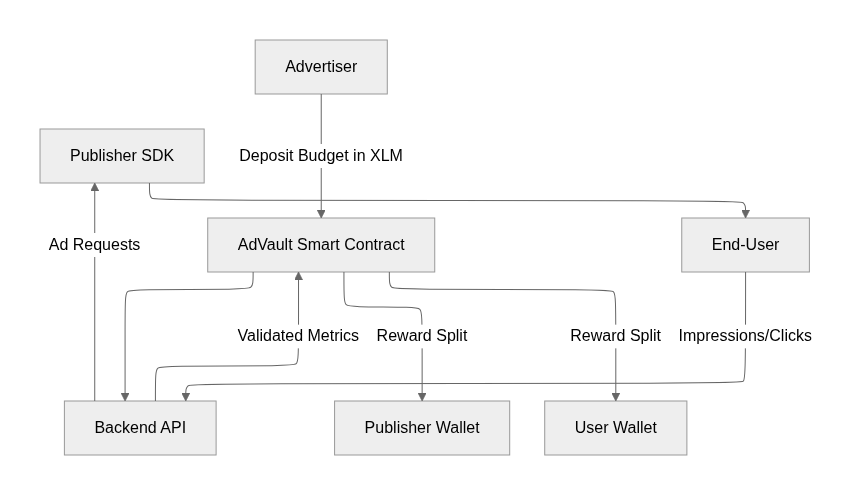 Advertiser
Publisher SDK
Deposit Budget in XLM
Ad Requests
AdVault Smart Contract
End-User
Validated Metrics
Reward Split
Reward Split
Impressions/Clicks
Backend API
Publisher Wallet
User Wallet